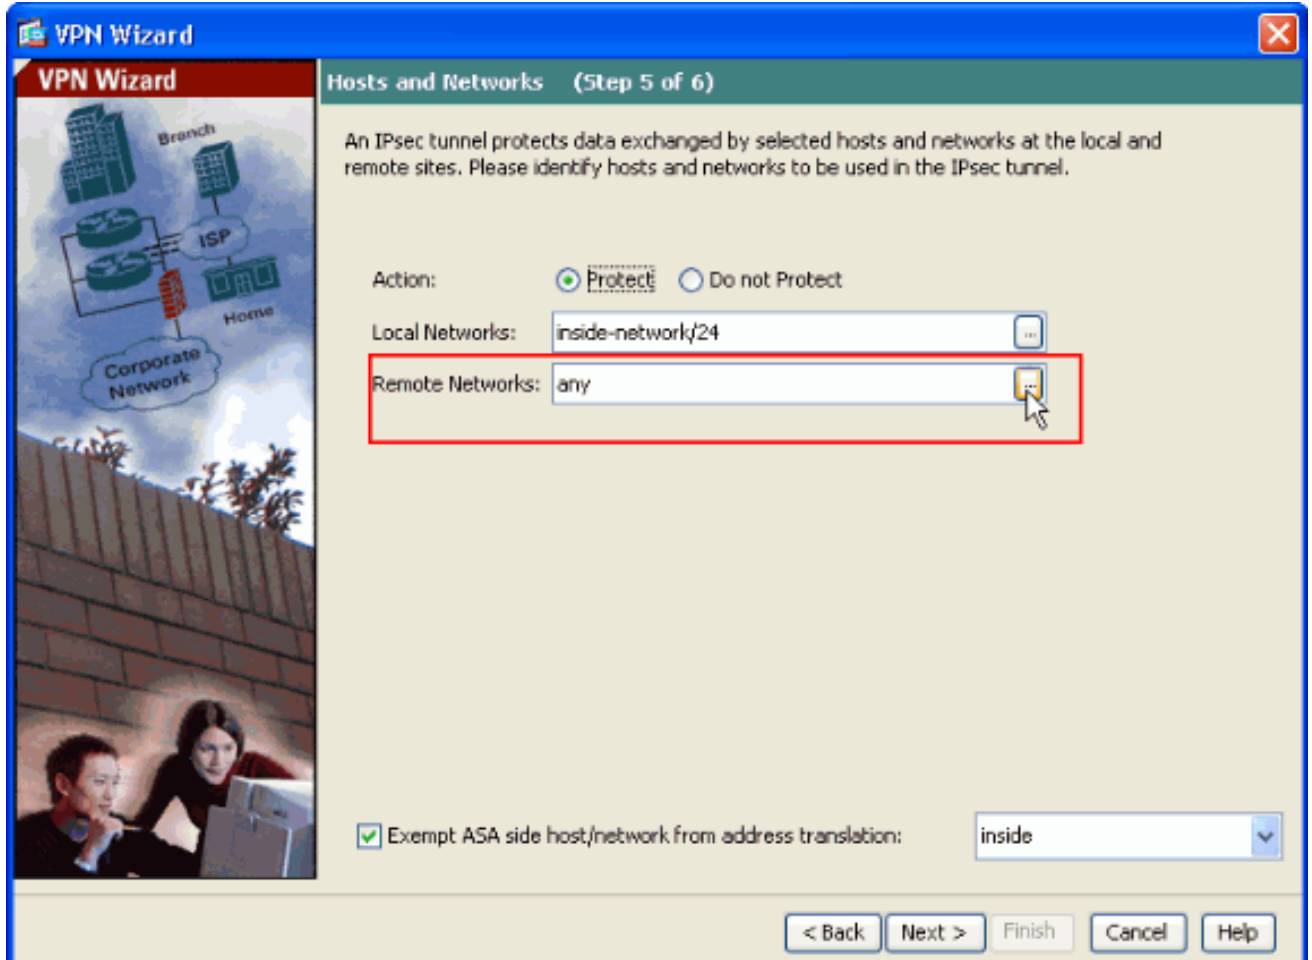 VPN Wizard
VPN Wizard
Hosts and Networks (Step 5 of 6)
Branch
ISP
Home
Corporate
Network
An IPsec tunnel protects data exchanged by selected hosts and networks at the local and
remote sites. Please identify hosts and networks to be used in the IPsec tunnel.
Action: Protect Do not Protect
Local Networks: inside-network/24 ...
Remote Networks: any ...
Exempt ASA side host/network from address translation: inside
< Back Next > Finish Cancel Help